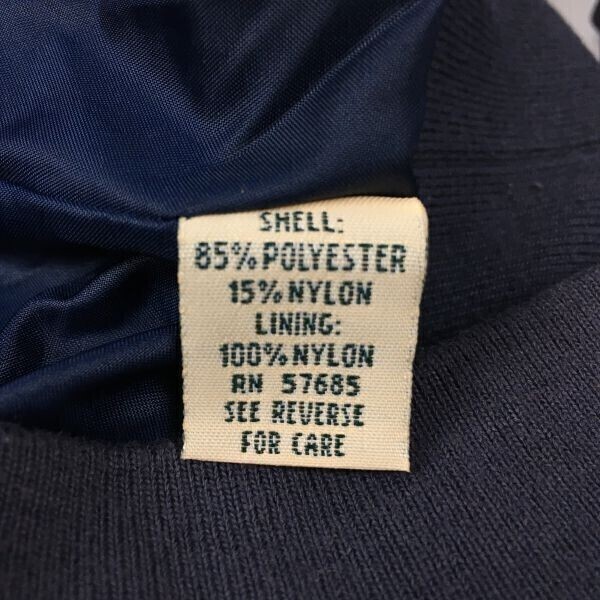 SHELL:
85% POLYESTER
15% NYLON
LINING:
100% NYLON
RN 57685
SEE REVERSE
FOR CARE